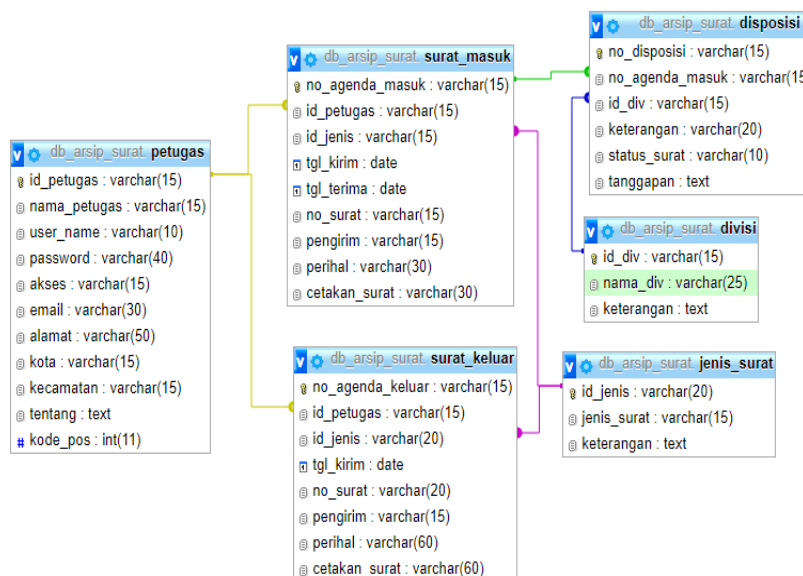 db_arsip_surat. petugas
id_petugas : varchar(15)
nama_petugas : varchar(15)
user_name : varchar(10)
password : varchar(40)
akses : varchar(15)
email : varchar(30)
alamat : varchar(50)
kota : varchar(15)
kecamatan : varchar(15)
tentang : text
# kode_pos : int(11)
db_arsip_surat. surat_masuk
no_agenda_masuk : varchar(15)
id_petugas : varchar(15)
id_jenis : varchar(15)
tgl_kirim : date
tgl_terima : date
no_surat : varchar(15)
pengirim : varchar(15)
perihal : varchar(30)
cetakan_surat : varchar(30)
db_arsip_surat. surat_keluar
no_agenda_keluar : varchar(15)
id_petugas : varchar(15)
id_jenis : varchar(20)
tgl_kirim : date
no_surat : varchar(20)
pengirim : varchar(15)
perihal : varchar(60)
cetakan_surat : varchar(60)
db_arsip_surat. disposisi
no_disposisi : varchar(15)
no_agenda_masuk : varchar(15
id_div : varchar(15)
keterangan : varchar(20)
status_surat : varchar(10)
tanggapan : text
db_arsip_surat. divisi
id_div : varchar(15)
nama_div : varchar(25)
keterangan : text
db_arsip_surat. jenis_surat
id_jenis : varchar(20)
jenis_surat : varchar(15)
keterangan : text